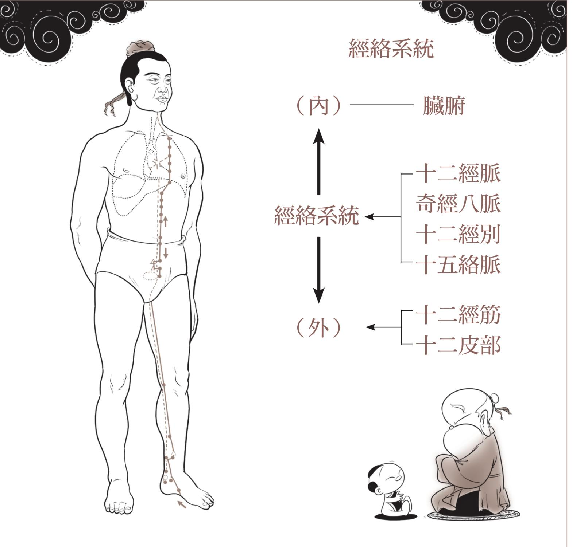 經絡系統
（內） 臟腑
十二經脈
奇經八脈
經絡系統
十二經別
十五絡脈
十二經筋
（外）
十二皮部